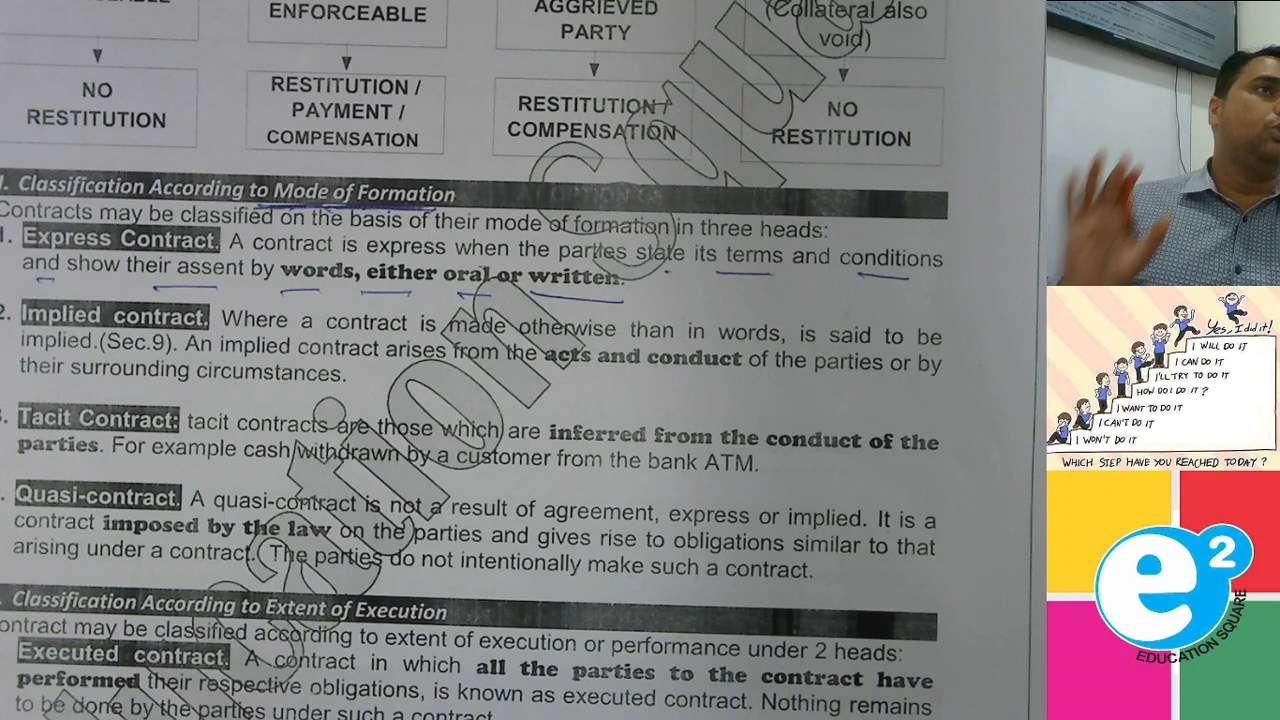 ENFORCEABLE
AGGRIEVED
PARTY
(Collateral also
void)
NO
RESTITUTION
RESTITUTION /
PAYMENT /
COMPENSATION
RESTITUTION /
COMPENSATION
NO
RESTITUTION
I. Classification According to Mode of Formation
Contracts may be classified on the basis of their mode of formation in three heads:
1. Express Contract. A contract is express when the parties state its terms and conditions
and show their assent by words, either oral or written.
2. Implied contract. Where a contract is made otherwise than in words, is said to be
implied.(Sec.9). An implied contract arises from the acts and conduct of the parties or by
their surrounding circumstances.
Tacit Contract: tacit contracts are those which are inferred from the conduct of the
parties. For example cash withdrawn by a customer from the bank ATM.
Quasi-contract. A quasi-contract is not a result of agreement, express or implied. It is a
contract imposed by the law on the parties and gives rise to obligations similar to that
arising under a contract. The parties do not intentionally make such a contract.
Classification According to Extent of Execution
ontract may be classified according to extent of execution or performance under 2 heads:
Executed contract. A contract in which all the parties to the contract have
performed their respective obligations, is known as executed contract. Nothing remains
to be done by the parties under such a contract.
Yes, I did it!
I WILL DO IT
I CAN DO IT
I'LL TRY TO DO IT
HOW DO I DO IT?
I WANT TO DO IT
I CAN'T DO IT
I WON'T DO IT
WHICH STEP HAVE YOU REACHED TODAY?
e2
EDUCATION SQUARE